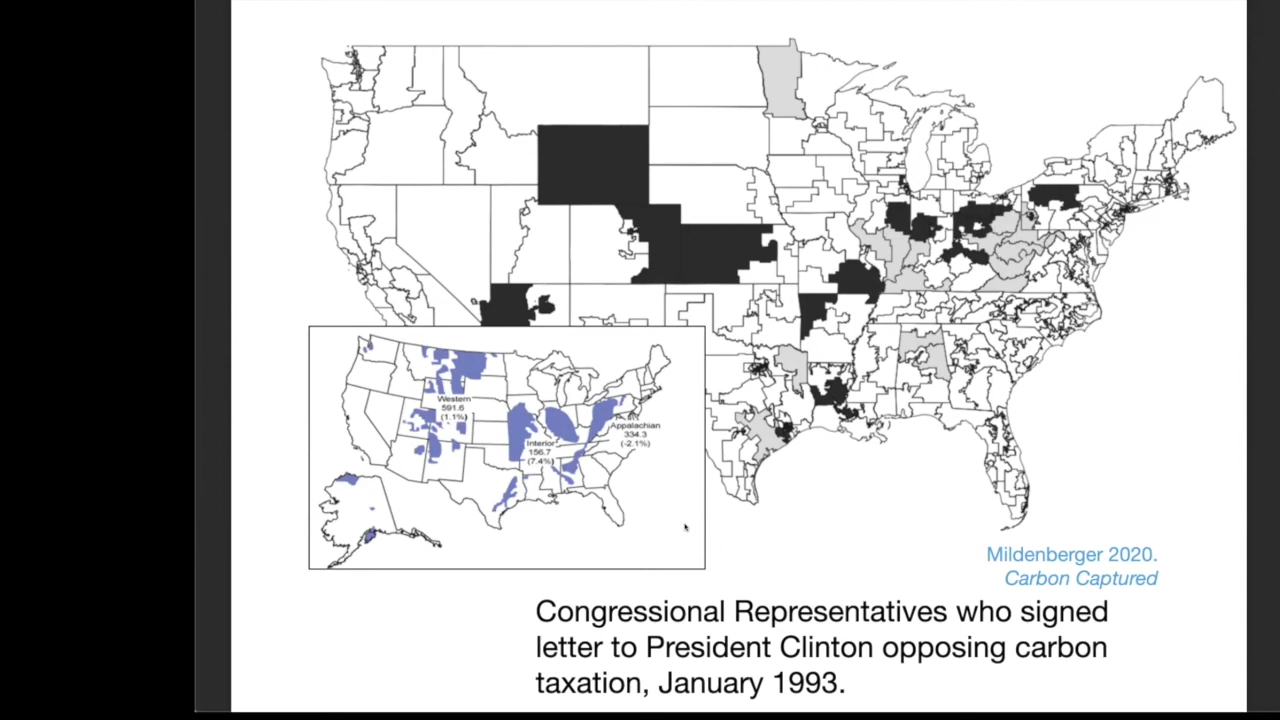 Western
591.6
(1.1%)
Interior
156.7
(7.4%)
Appalachian
334.3
(-2.1%)
Mildenberger 2020.
Carbon Captured
Congressional Representatives who signed
letter to President Clinton opposing carbon
taxation, January 1993.